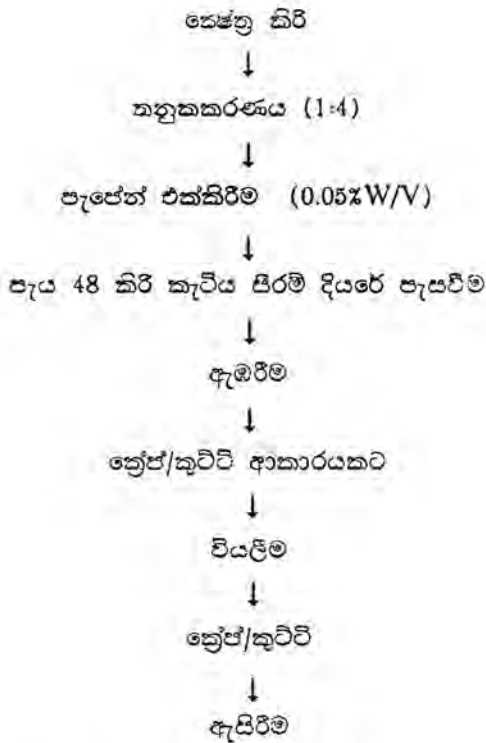 ක්ෂේත්‍ර කිරි
↓
තනුකකරණය (1:4)
↓
පැපේන් එක්කිරීම (0.05%W/V)
↓
පැය 48 කිරි කැටිය සීරම් දියරේ පැසවීම
↓
ඇඹරීම
↓
ක්‍රේප්/කුට්ටි ආකාරයකට
↓
වියලීම
↓
ක්‍රේප්/කුට්ටි
↓
ඇසිරීම